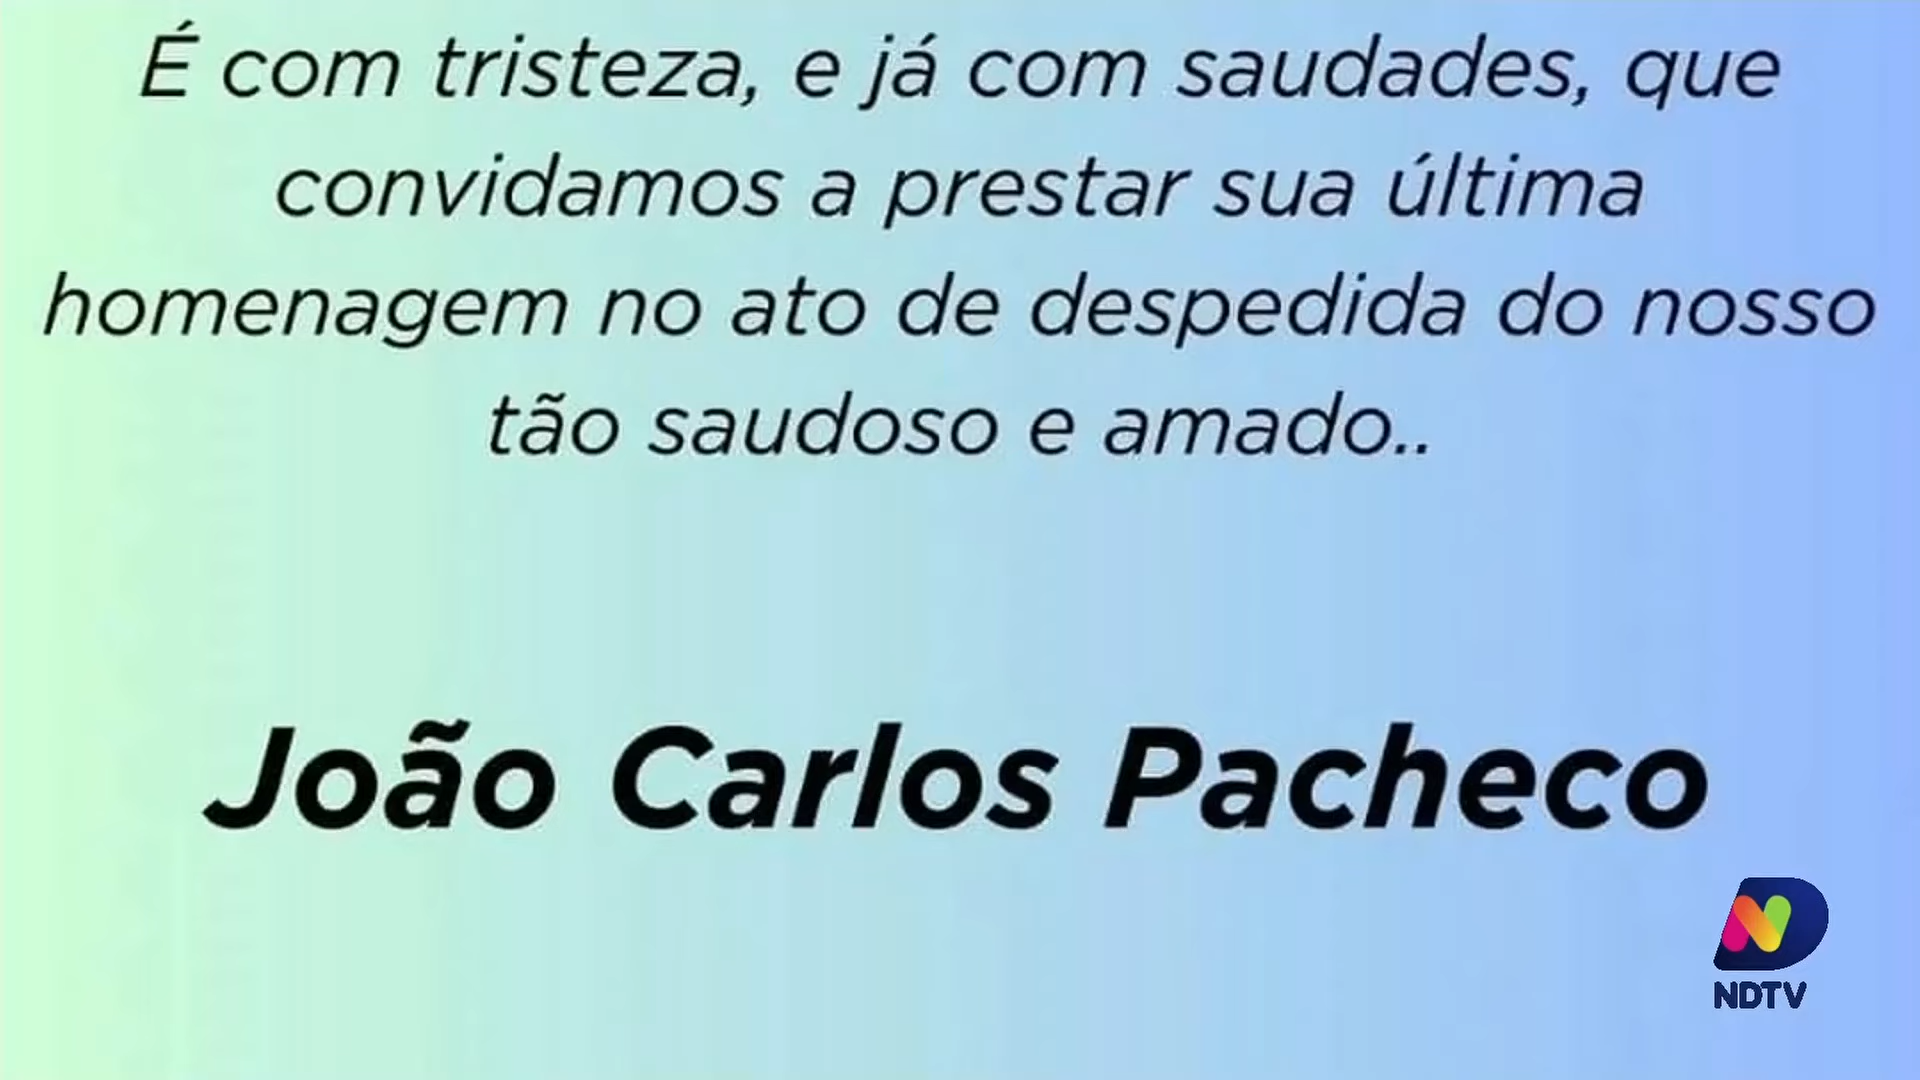 É com tristeza, e já com saudades, que
convidamos a prestar sua última
homenagem no ato de despedida do nosso
tão saudoso e amado..
João Carlos Pacheco
NDTV